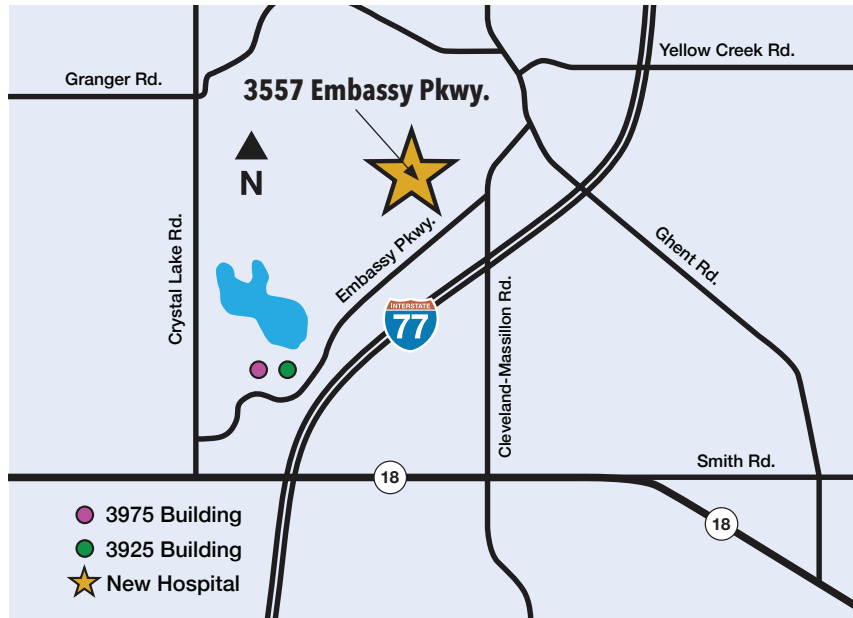 Yellow Creek Rd.
Granger Rd.
3557 Embassy Pkwy.
N
Crystal Lake Rd.
Embassy Pkwy.
Ghent Rd.
INTERSTATE
77
Cleveland-Massillon Rd.
Smith Rd.
18
18
3975 Building
3925 Building
New Hospital